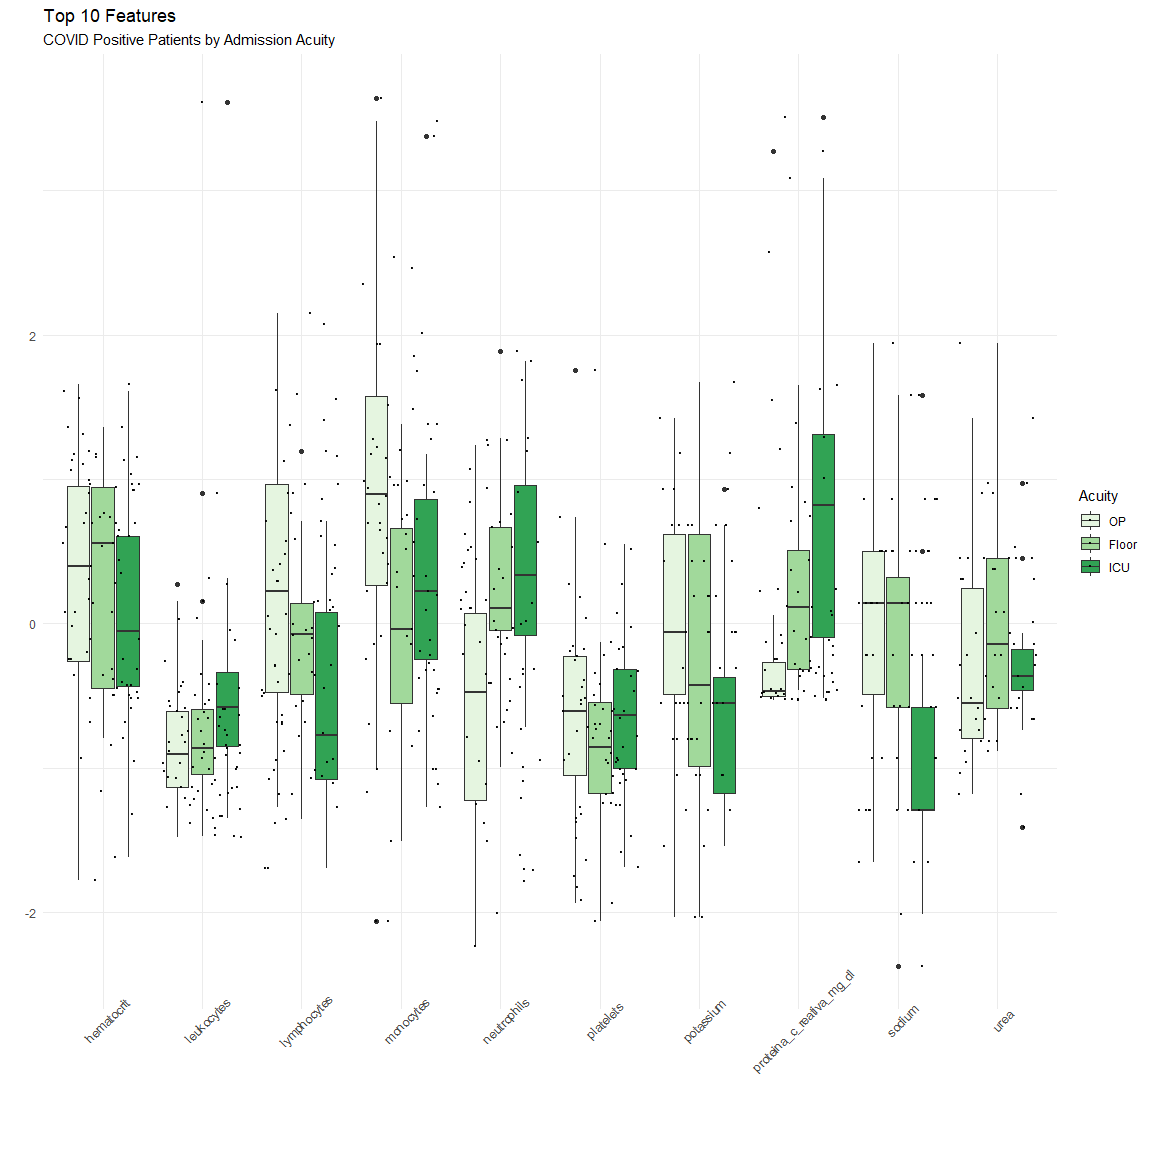 Top 10 Features
COVID Positive Patients by Admission Acuity
2
0
-2
hematocrit
leukocytes
lymphocytes
monocytes
neutrophils
platelets
potassium
proteina_c_reativa_mg_dl
sodium
urea
Acuity
OP
Floor
ICU